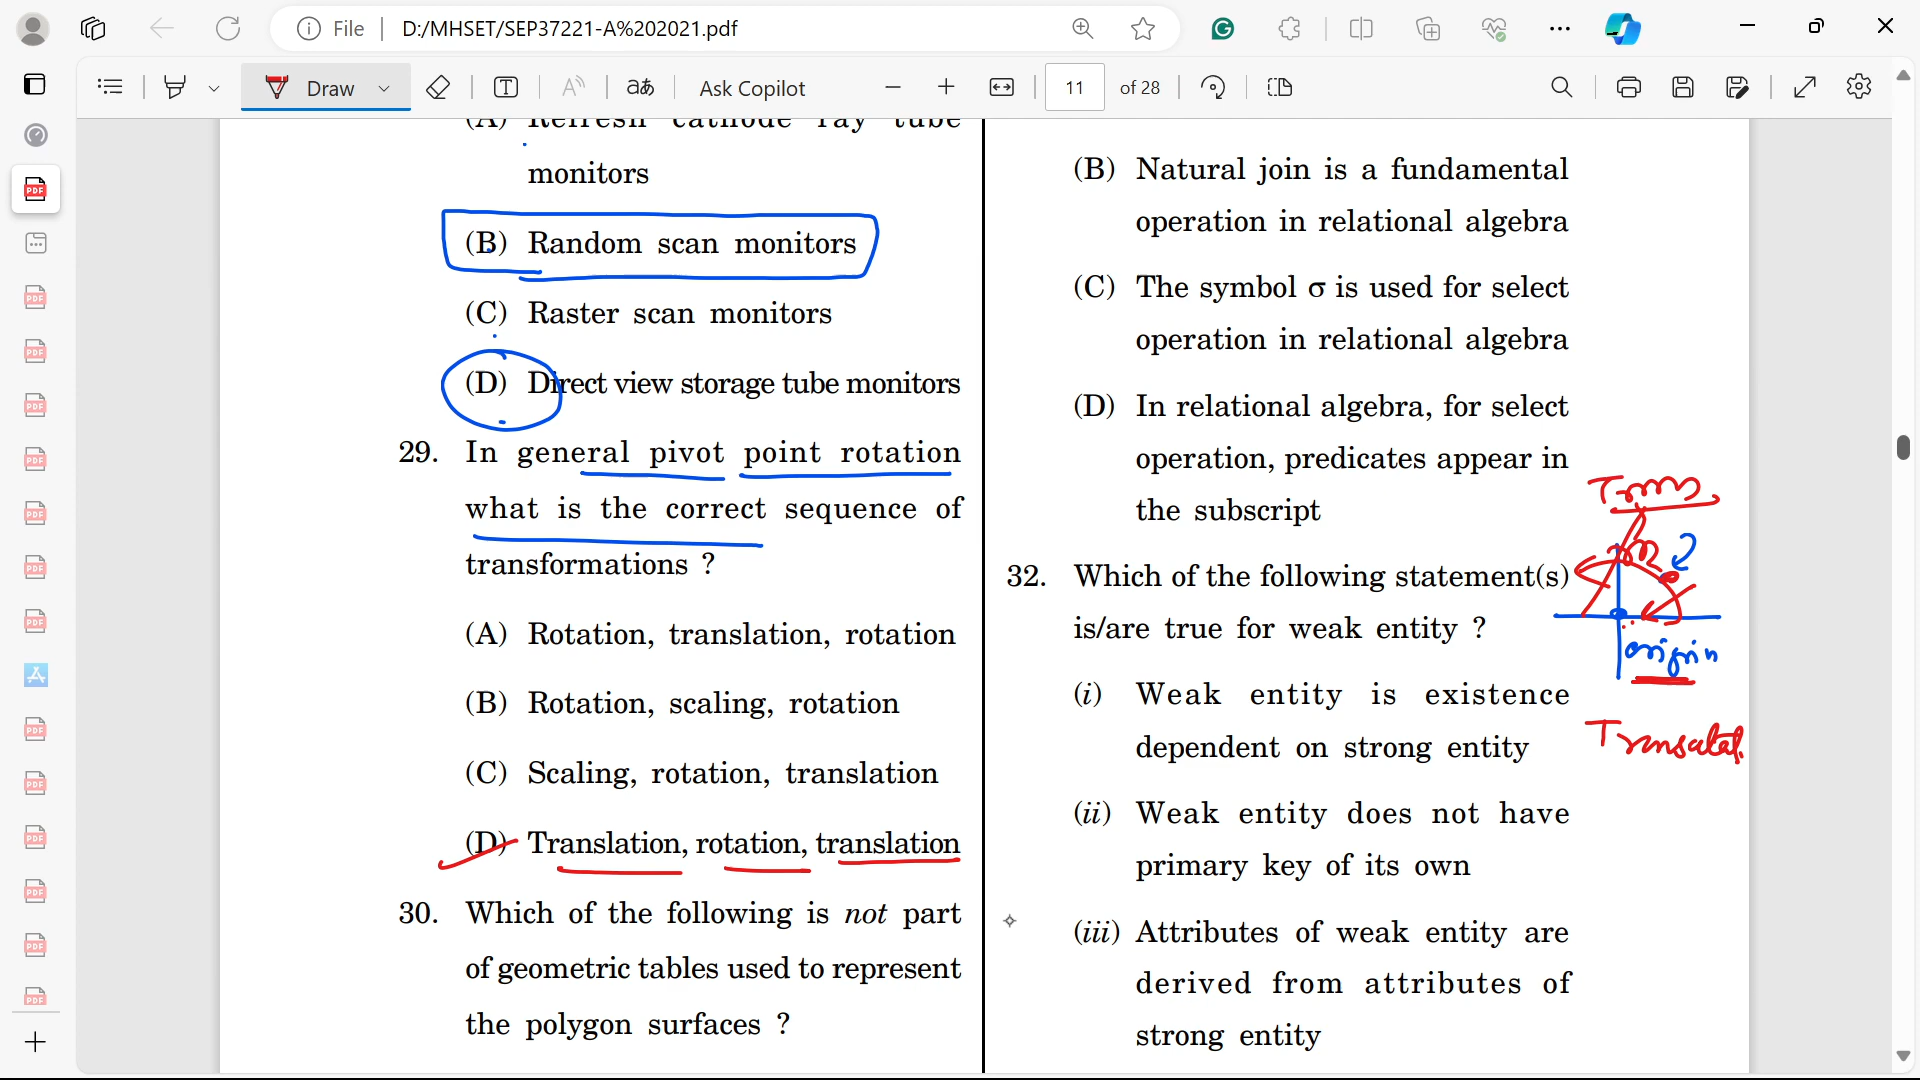 File
D:/MHSET/SEP37221-A%202021.pdf
Draw
aあ
Ask Copilot
11
of 28
(A) Refresh cathode ray tube
monitors
(B) Random scan monitors
(C) Raster scan monitors
(D) Direct view storage tube monitors
29. In general pivot point rotation
what is the correct sequence of
transformations ?
(A) Rotation, translation, rotation
(B) Rotation, scaling, rotation
(C) Scaling, rotation, translation
(D) Translation, rotation, translation
30. Which of the following is not part
of geometric tables used to represent
the polygon surfaces ?
(B) Natural join is a fundamental
operation in relational algebra
(C) The symbol σ is used for select
operation in relational algebra
(D) In relational algebra, for select
operation, predicates appear in
the subscript
32. Which of the following statement(s)
is/are true for weak entity ?
(i) Weak entity is existence
dependent on strong entity
(ii) Weak entity does not have
primary key of its own
(iii) Attributes of weak entity are
derived from attributes of
strong entity
origin